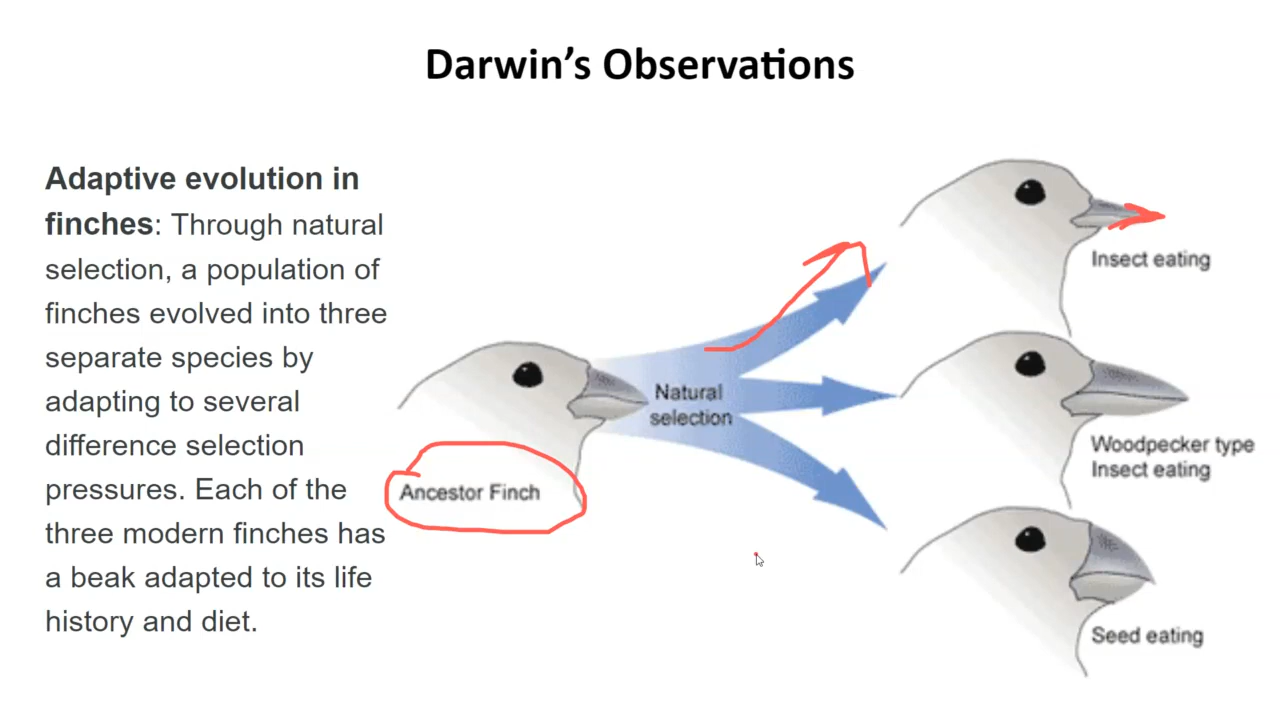 Darwin’s Observations
Adaptive evolution in
finches: Through natural
selection, a population of
finches evolved into three
separate species by
adapting to several
difference selection
pressures. Each of the
three modern finches has
a beak adapted to its life
history and diet.
Ancestor Finch
Natural
selection
Insect eating
Woodpecker type
Insect eating
Seed eating